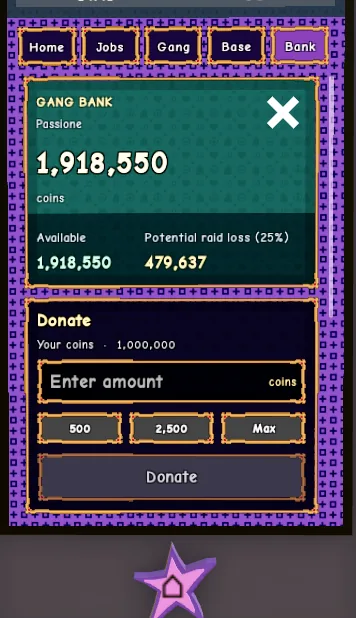 Home Jobs Gang Base Bank
GANG BANK
Passione
1,918,550
coins
Available Potential raid loss (25%)
1,918,550 479,637
Donate
Your coins · 1,000,000
Enter amount coins
500 2,500 Max
Donate